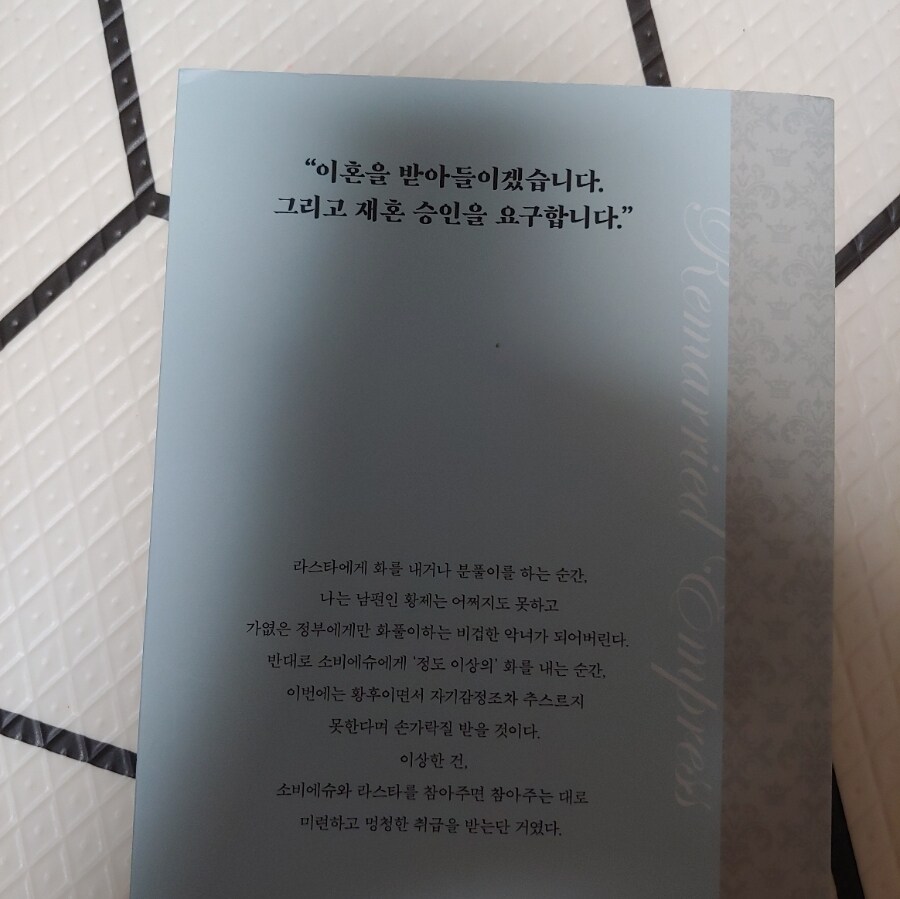 “이혼을 받아들이겠습니다.
그리고 재혼 승인을 요구합니다.”
Remarried Empress
라스타에게 화를 내거나 분풀이를 하는 순간,
나는 남편인 황제는 어찌지도 못하고
가엾은 정부에게만 화풀이하는 비겁한 악녀가 되어버린다.
반대로 소비에슈에게 ‘정도 이상의’ 화를 내는 순간,
이번에는 황후이면서 자기감정조차 추스르지
못한다며 손가락질 받을 것이다.
이상한 건,
소비에슈와 라스타를 참아주면 참아주는 대로
미련하고 멍청한 취급을 받는단 거였다.